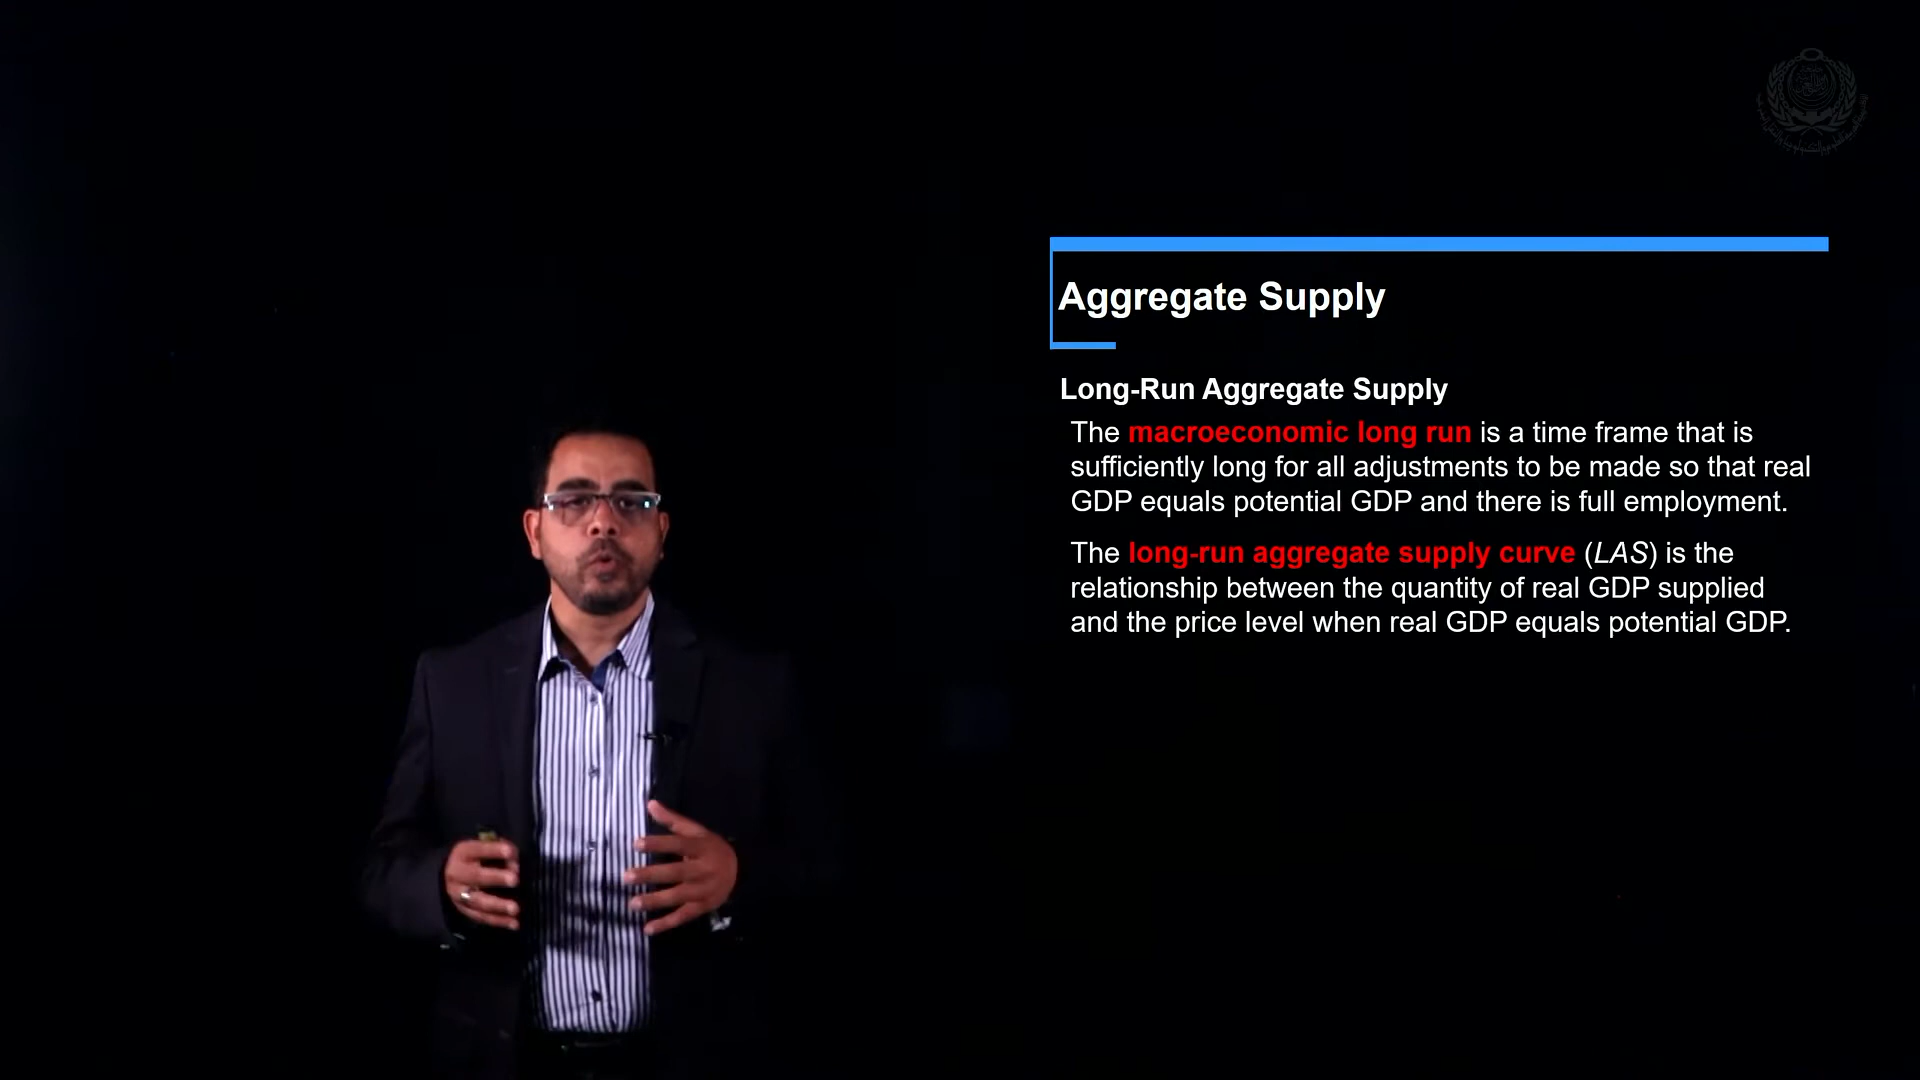 Aggregate Supply
Long-Run Aggregate Supply
The macroeconomic long run is a time frame that is
sufficiently long for all adjustments to be made so that real
GDP equals potential GDP and there is full employment.
The long-run aggregate supply curve (LAS) is the
relationship between the quantity of real GDP supplied
and the price level when real GDP equals potential GDP.